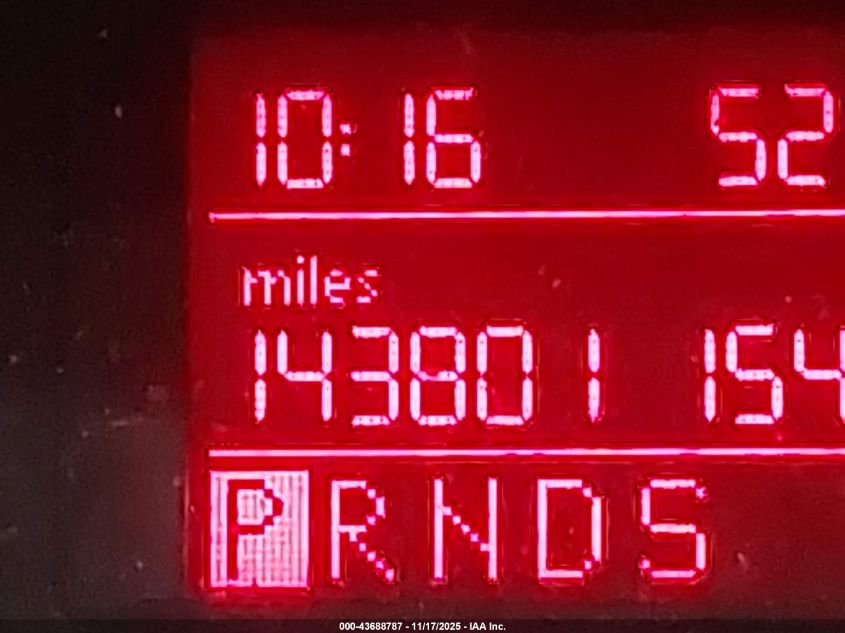 10:16 52
miles
143801 154
PRNDS
000-43688787 - 11/17/2025 - IAA Inc.